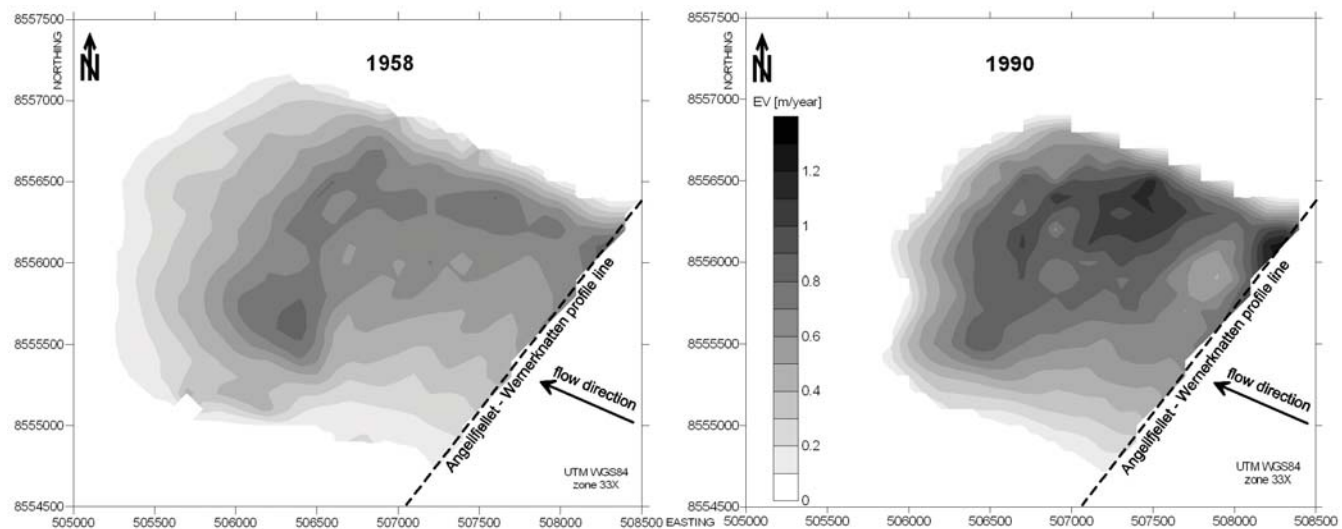 8557500
NORTHING
N
1958
8557000
8556500
8556000
8555500
8555000
8554500
505000 505500 506000 506500 507000 507500 508000 508500
EASTING
Angellfjellet - Wernerknatten profile line
flow direction
UTM WGS84
zone 33X
8557500
NORTHING
N
1990
EV [m/year]
1.2
1
0.8
0.6
0.4
0.2
0
8557000
8556500
8556000
8555500
8555000
8554500
505000 505500 506000 506500 507000 507500 508000 508500
Angellfjellet - Wernerknatten profile line
flow direction
UTM WGS84
zone 33X